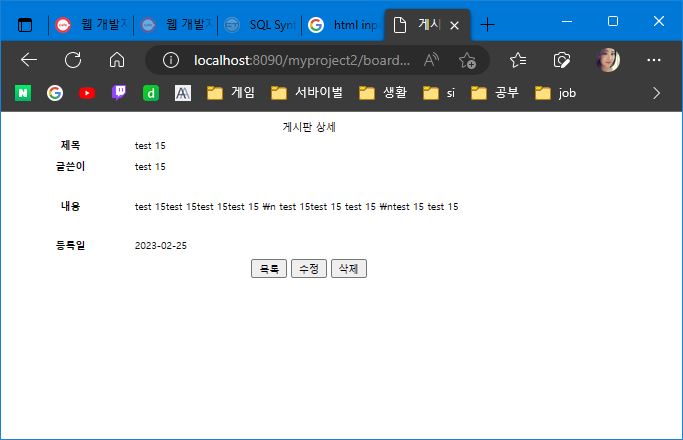 웹 개발지
웹 개발지
SQL Synt
html inp
게시
localhost:8090/myproject2/board...
게임
서바이벌
생활
si
공부
job
게시판 상세
제목 test 15
글쓴이 test 15
내용 test 15test 15test 15test 15 ₩n test 15test 15 test 15 ₩ntest 15 test 15
등록일 2023-02-25
목록 수정 삭제